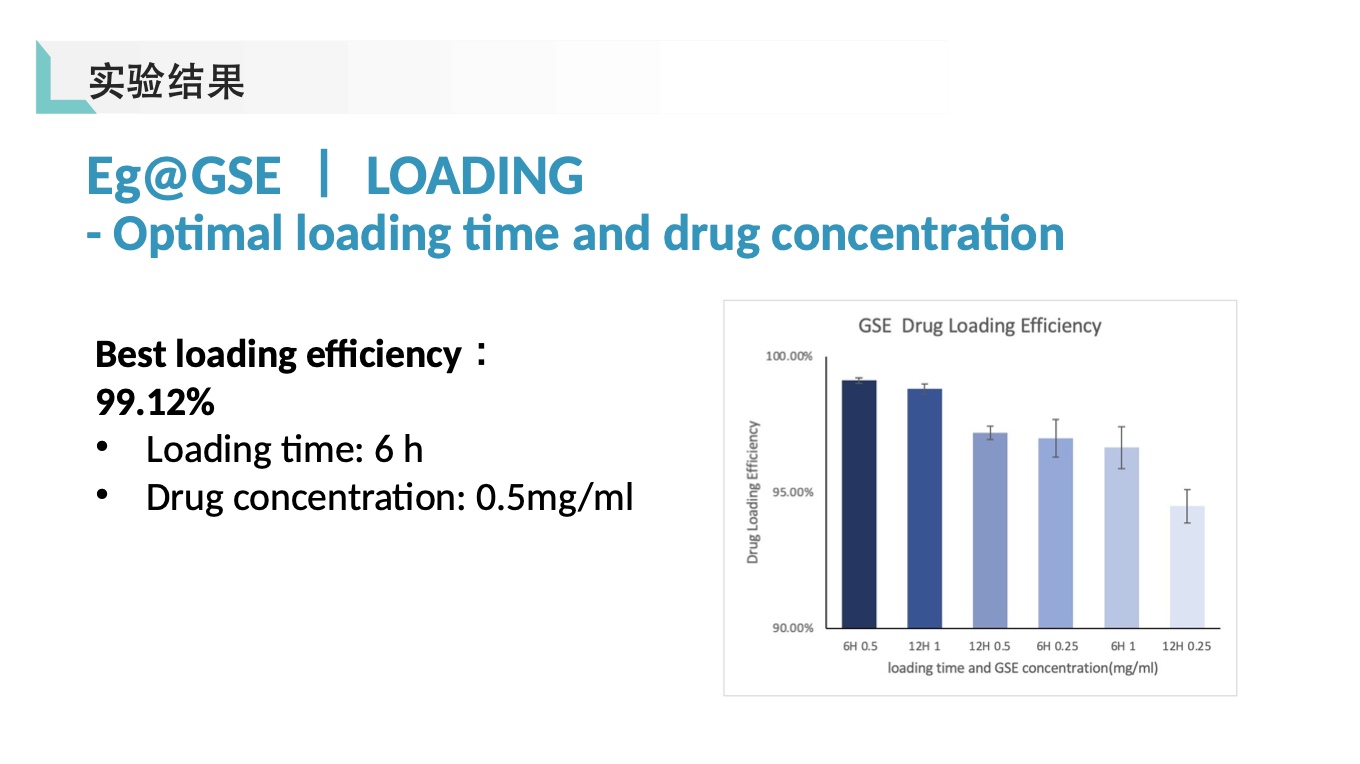 实验结果
Eg@GSE | LOADING
- Optimal loading time and drug concentration
Best loading efficiency：
99.12%
• Loading time: 6 h
• Drug concentration: 0.5mg/ml
GSE Drug Loading Efficiency
100.00%
95.00%
90.00%
Drug Loading Efficiency
6H 0.5 12H 1 12H 0.5 6H 0.25 6H 1 12H 0.25
loading time and GSE concentration(mg/ml)